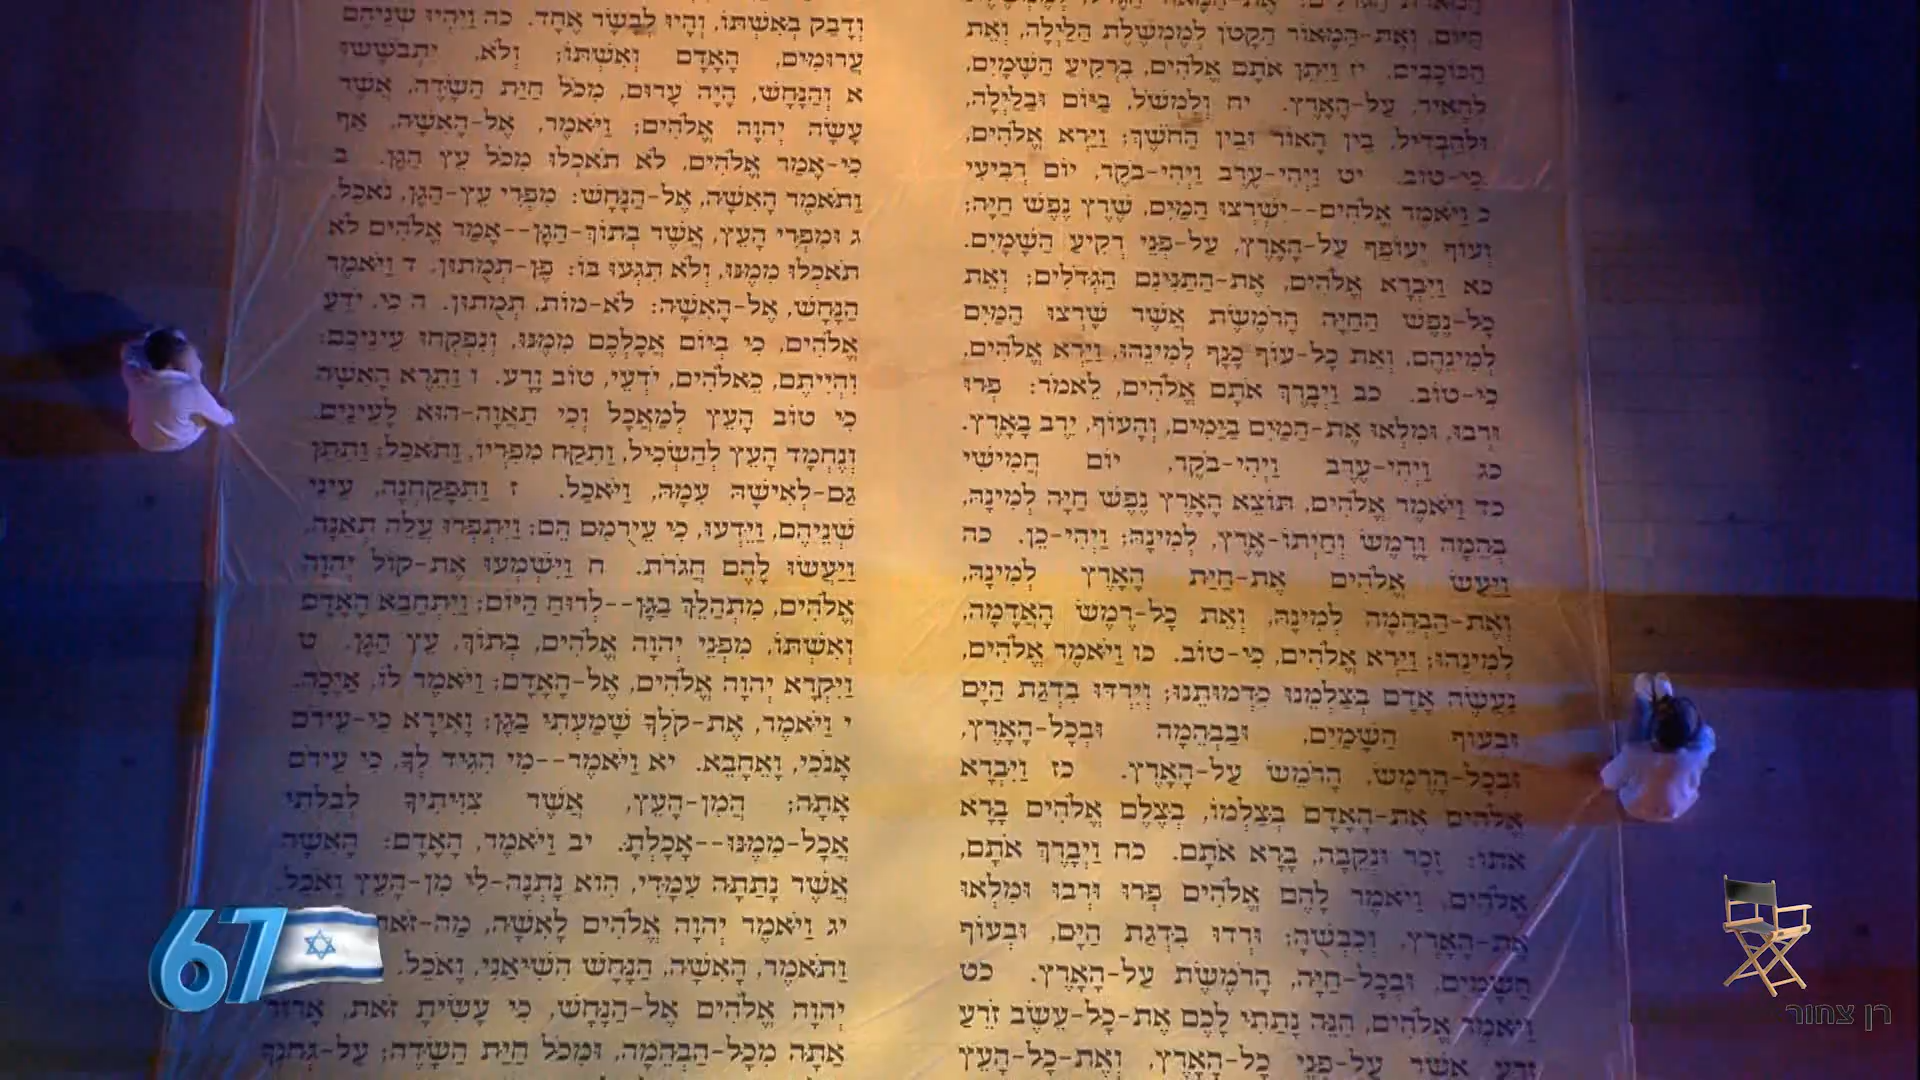 הַיּוֹם, וְאֶת-הַמָּאוֹר הַקָּטֹן לְמֶמְשֶׁלֶת הַלַּיְלָה, וְאֵת
הַכּוֹכָבִים. יז וַיִּתֵּן אֹתָם אֱלֹהִים, בִּרְקִיעַ הַשָּׁמָיִם,
לְהָאִיר, עַל-הָאָרֶץ. יח וְלִמְשֹׁל, בַּיּוֹם וּבַלַּיְלָה,
וּלְהַבְדִּיל, בֵּין הָאוֹר וּבֵין הַחֹשֶׁךְ; וַיַּרְא אֱלֹהִים,
כִּי-טוֹב. יט וַיְהִי-עֶרֶב וַיְהִי-בֹקֶר, יוֹם רְבִיעִי
כ וַיֹּאמֶר אֱלֹהִים--יִשְׁרְצוּ הַמַּיִם, שֶׁרֶץ נֶפֶשׁ חַיָּה;
וְעוֹף יְעוֹפֵף עַל-הָאָרֶץ, עַל-פְּנֵי רְקִיעַ הַשָּׁמָיִם.
כא וַיִּבְרָא אֱלֹהִים, אֶת-הַתַּנִּינִם הַגְּדֹלִים; וְאֵת
כָּל-נֶפֶשׁ הַחַיָּה הָרֹמֶשֶׂת אֲשֶׁר שָׁרְצוּ הַמַּיִם
לְמִינֵהֶם, וְאֵת כָּל-עוֹף כָּנָף לְמִינֵהוּ, וַיַּרְא אֱלֹהִים,
כִּי-טוֹב. כב וַיְבָרֶךְ אֹתָם אֱלֹהִים, לֵאמֹר: פְּרוּ
וּרְבוּ, וּמִלְאוּ אֶת-הַמַּיִם בַּיַּמִּים, וְהָעוֹף, יִרֶב בָּאָרֶץ.
כג וַיְהִי-עֶרֶב וַיְהִי-בֹקֶר, יוֹם חֲמִישִׁי
כד וַיֹּאמֶר אֱלֹהִים, תּוֹצֵא הָאָרֶץ נֶפֶשׁ חַיָּה לְמִינָהּ,
בְּהֵמָה וָרֶמֶשׂ וְחַיְתוֹ-אֶרֶץ, לְמִינָהּ; וַיְהִי-כֵן. כה
וַיַּעַשׂ אֱלֹהִים אֶת-חַיַּת הָאָרֶץ לְמִינָהּ,
וְאֶת-הַבְּהֵמָה לְמִינָהּ, וְאֵת כָּל-רֶמֶשׂ הָאֲדָמָה,
לְמִינֵהוּ; וַיַּרְא אֱלֹהִים, כִּי-טוֹב. כו וַיֹּאמֶר אֱלֹהִים,
נַעֲשֶׂה אָדָם בְּצַלְמֵנוּ כִּדְמוּתֵנוּ; וְיִרְדּוּ בִדְגַת הַיָּם
וּבְעוֹף הַשָּׁמַיִם, וּבַבְּהֵמָה וּבְכָל-הָאָרֶץ,
וּבְכָל-הָרֶמֶשׂ, הָרֹמֵשׂ עַל-הָאָרֶץ. כז וַיִּבְרָא
אֱלֹהִים אֶת-הָאָדָם בְּצַלְמוֹ, בְּצֶלֶם אֱלֹהִים בָּרָא
אֹתוֹ: זָכָר וּנְקֵבָה, בָּרָא אֹתָם. כח וַיְבָרֶךְ אֹתָם,
אֱלֹהִים, וַיֹּאמֶר לָהֶם אֱלֹהִים פְּרוּ וּרְבוּ וּמִלְאוּ
אֶת-הָאָרֶץ, וְכִבְשֻׁהָ; וּרְדוּ בִּדְגַת הַיָּם, וּבְעוֹף
הַשָּׁמַיִם, וּבְכָל-חַיָּה, הָרֹמֶשֶׂת עַל-הָאָרֶץ. כט
וַיֹּאמֶר אֱלֹהִים, הִנֵּה נָתַתִּי לָכֶם אֶת-כָּל-עֵשֶׂב זֹרֵעַ
זֶרַע אֲשֶׁר עַל-פְּנֵי כָל-הָאָרֶץ, וְאֶת-כָּל-הָעֵץ
וְדָבַק בְּאִשְׁתּוֹ, וְהָיוּ לְבָשָׂר אֶחָד. כה וַיִּהְיוּ שְׁנֵיהֶם
עֲרוּמִּים, הָאָדָם וְאִשְׁתּוֹ; וְלֹא, יִתְבֹּשָׁשׁוּ
א וְהַנָּחָשׁ, הָיָה עָרוּם, מִכֹּל חַיַּת הַשָּׂדֶה, אֲשֶׁר
עָשָׂה יְהוָה אֱלֹהִים; וַיֹּאמֶר, אֶל-הָאִשָּׁה, אַף
כִּי-אָמַר אֱלֹהִים, לֹא תֹאכְלוּ מִכֹּל עֵץ הַגָּן. ב
וַתֹּאמֶר הָאִשָּׁה, אֶל-הַנָּחָשׁ: מִפְּרִי עֵץ-הַגָּן, נֹאכֵל.
ג וּמִפְּרִי הָעֵץ, אֲשֶׁר בְּתוֹךְ-הַגָּן--אָמַר אֱלֹהִים לֹא
תֹאכְלוּ מִמֶּנּוּ, וְלֹא תִגְּעוּ בּוֹ: פֶּן-תְּמֻתוּן. ד וַיֹּאמֶר
הַנָּחָשׁ, אֶל-הָאִשָּׁה: לֹא-מוֹת, תְּמֻתוּן. ה כִּי, יֹדֵעַ
אֱלֹהִים, כִּי בְּיוֹם אֲכָלְכֶם מִמֶּנּוּ, וְנִפְקְחוּ עֵינֵיכֶם;
וִהְיִיתֶם, כֵּאלֹהִים, יֹדְעֵי, טוֹב וָרָע. ו וַתֵּרֶא הָאִשָּׁה
כִּי טוֹב הָעֵץ לְמַאֲכָל וְכִי תַאֲוָה-הוּא לָעֵינַיִם,
וְנֶחְמָד הָעֵץ לְהַשְׂכִּיל, וַתִּקַּח מִפִּרְיוֹ, וַתֹּאכַל; וַתִּתֵּן
גַּם-לְאִישָׁהּ עִמָּהּ, וַיֹּאכַל. ז וַתִּפָּקַחְנָה, עֵינֵי
שְׁנֵיהֶם, וַיֵּדְעוּ, כִּי עֵירֻמִּם הֵם; וַיִּתְפְּרוּ עֲלֵה תְאֵנָה,
וַיַּעֲשׂוּ לָהֶם חֲגֹרֹת. ח וַיִּשְׁמְעוּ אֶת-קוֹל יְהוָה
אֱלֹהִים, מִתְהַלֵּךְ בַּגָּן--לְרוּחַ הַיּוֹם; וַיִּתְחַבֵּא הָאָדָם
וְאִשְׁתּוֹ, מִפְּנֵי יְהוָה אֱלֹהִים, בְּתוֹךְ, עֵץ הַגָּן. ט
וַיִּקְרָא יְהוָה אֱלֹהִים, אֶל-הָאָדָם; וַיֹּאמֶר לוֹ, אַיֶּכָּה.
י וַיֹּאמֶר, אֶת-קֹלְךָ שָׁמַעְתִּי בַּגָּן; וָאִירָא כִּי-עֵירֹם
אָנֹכִי, וָאֵחָבֵא. יא וַיֹּאמֶר--מִי הִגִּיד לְךָ, כִּי עֵירֹם
אָתָּה; הֲמִן-הָעֵץ, אֲשֶׁר צִוִּיתִיךָ לְבִלְתִּי
אֲכָל-מִמֶּנּוּ--אָכָלְתָּ. יב וַיֹּאמֶר, הָאָדָם: הָאִשָּׁה
אֲשֶׁר נָתַתָּה עִמָּדִי, הִוא נָתְנָה-לִּי מִן-הָעֵץ וָאֹכֵל.
יג וַיֹּאמֶר יְהוָה אֱלֹהִים לָאִשָּׁה, מַה-זֹּאת
וַתֹּאמֶר, הָאִשָּׁה, הַנָּחָשׁ הִשִּׁיאַנִי, וָאֹכֵל.
יְהוָה אֱלֹהִים אֶל-הַנָּחָשׁ, כִּי עָשִׂיתָ זֹּאת, אָרוּר
אַתָּה מִכָּל-הַבְּהֵמָה, וּמִכֹּל חַיַּת הַשָּׂדֶה; עַל-גְּחֹנְךָ
67
רן צחור